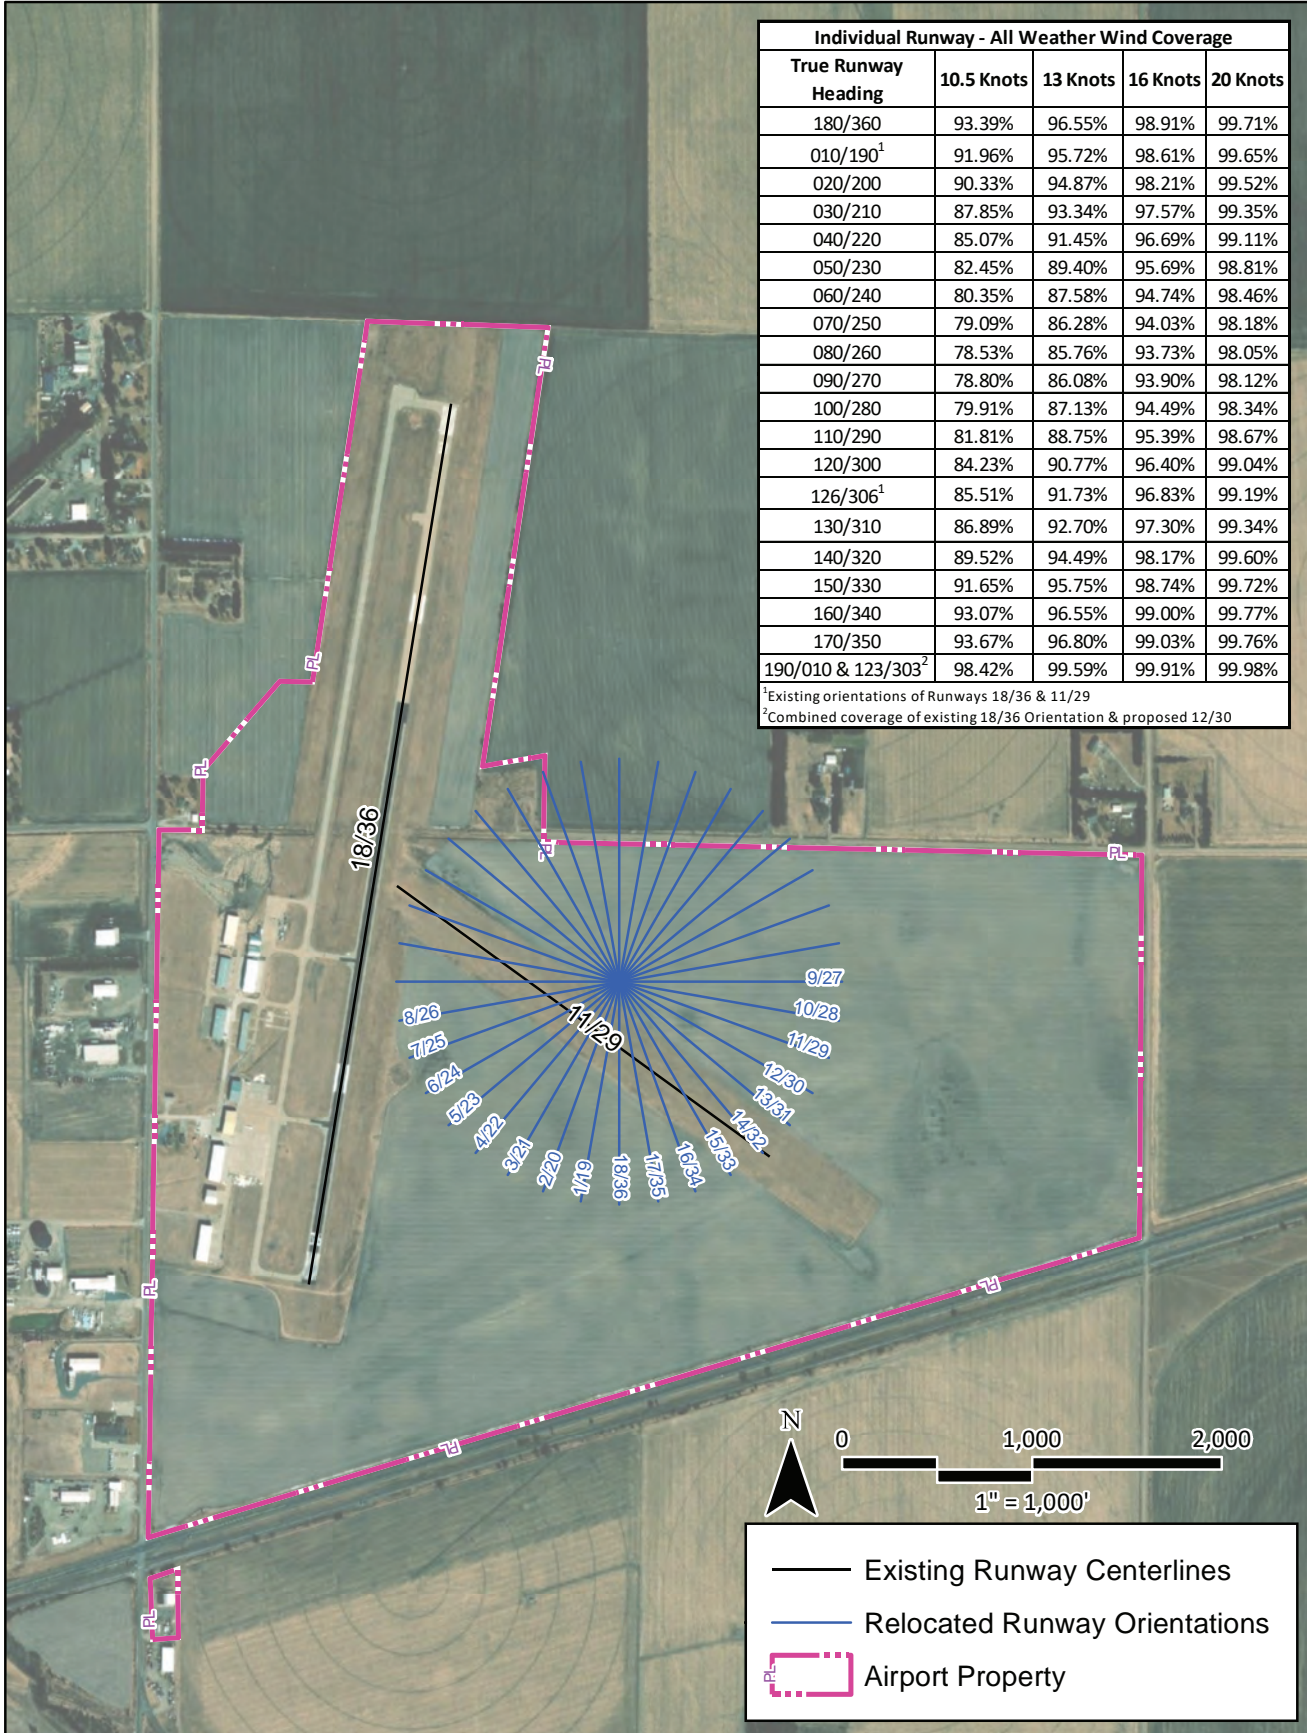 Individual Runway - All Weather Wind Coverage
True Runway Heading 10.5 Knots 13 Knots 16 Knots 20 Knots
180/360 93.39% 96.55% 98.91% 99.71%
010/190¹ 91.96% 95.72% 98.61% 99.65%
020/200 90.33% 94.87% 98.21% 99.52%
030/210 87.85% 93.34% 97.57% 99.35%
040/220 85.07% 91.45% 96.69% 99.11%
050/230 82.45% 89.40% 95.69% 98.81%
060/240 80.35% 87.58% 94.74% 98.46%
070/250 79.09% 86.28% 94.03% 98.18%
080/260 78.53% 85.76% 93.73% 98.05%
090/270 78.80% 86.08% 93.90% 98.12%
100/280 79.91% 87.13% 94.49% 98.34%
110/290 81.81% 88.75% 95.39% 98.67%
120/300 84.23% 90.77% 96.40% 99.04%
126/306¹ 85.51% 91.73% 96.83% 99.19%
130/310 86.89% 92.70% 97.30% 99.34%
140/320 89.52% 94.49% 98.17% 99.60%
150/330 91.65% 95.75% 98.74% 99.72%
160/340 93.07% 96.55% 99.00% 99.77%
170/350 93.67% 96.80% 99.03% 99.76%
190/010 & 123/303² 98.42% 99.59% 99.91% 99.98%
¹Existing orientations of Runways 18/36 & 11/29
²Combined coverage of existing 18/36 Orientation & proposed 12/30
PL
PL
PL
PL
PL
18/36
11/29
9/27
10/28
11/29
12/30
13/31
14/32
15/33
16/34
17/35
18/36
1/19
2/20
3/21
4/22
5/23
6/24
7/25
8/26
PL
PL
PL
PL
N
0 1,000 2,000
1" = 1,000'
Existing Runway Centerlines
Relocated Runway Orientations
PL
Airport Property